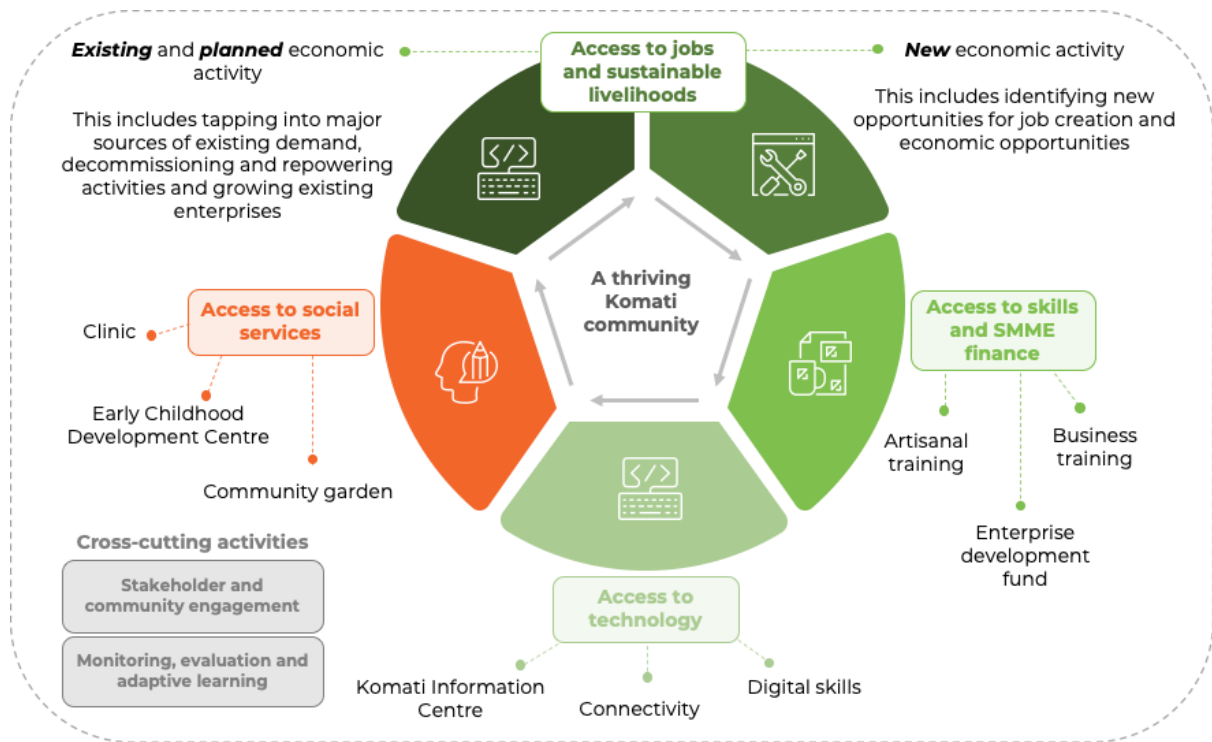 Existing and planned economic
activity
This includes tapping into major
sources of existing demand,
decommissioning and repowering
activities and growing existing
enterprises
Access to jobs
and sustainable
livelihoods
New economic activity
This includes identifying new
opportunities for job creation and
economic opportunities
A thriving
Komati
community
Access to social
services
Clinic
Early Childhood
Development Centre
Community garden
Access to skills
and SMME
finance
Artisanal
training
Business
training
Enterprise
development
fund
Cross-cutting activities
Stakeholder and
community engagement
Monitoring, evaluation and
adaptive learning
Access to
technology
Komati Information
Centre
Connectivity
Digital skills